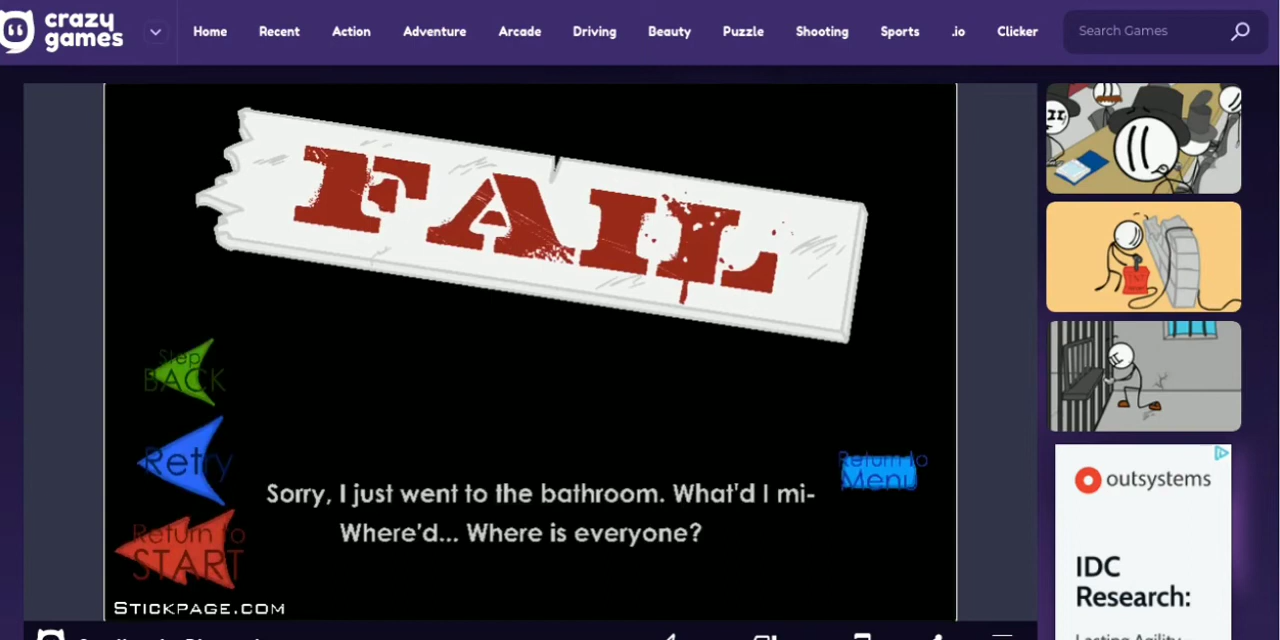 crazy
games
Home
Recent
Action
Adventure
Arcade
Driving
Beauty
Puzzle
Shooting
Sports
.io
Clicker
Search Games
FAIL
Step
BACK
Retry
Return to
START
Return to
Menu
Sorry, I just went to the bathroom. What'd I mi-
Where'd... Where is everyone?
STICKPAGE.COM
outsystems
IDC
Research: